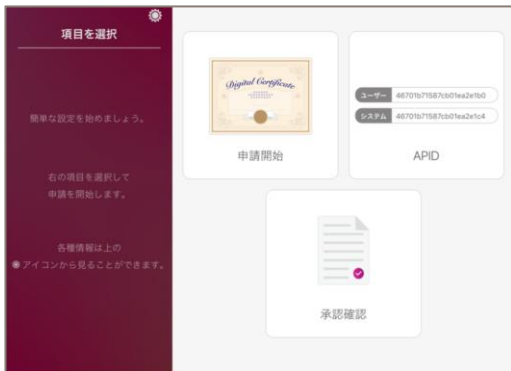 項目を選択
簡単な設定を始めましょう。
右の項目を選択して
申請を開始します。
各種情報は上の
アイコンから見ることができます。
Digital Certificate
申請開始
ユーザー 46701b71587cb01ea2e1b0
システム 46701b71587cb01ea2e1c4
APID
承認確認